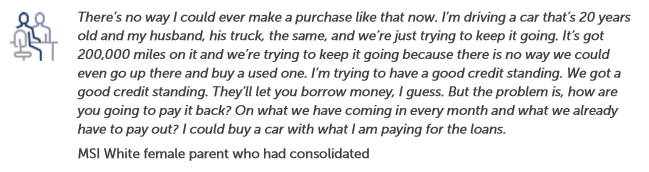 There's no way I could ever make a purchase like that now. I'm driving a car that's 20 years
old and my husband, his truck, the same, and we're just trying to keep it going. It's got
200,000 miles on it and we're trying to keep it going because there is no way we could
even go up there and buy a used one. I'm trying to have a good credit standing. We got a
good credit standing. They'll let you borrow money, I guess. But the problem is, how are
you going to pay it back? On what we have coming in every month and what we already
have to pay out? I could buy a car with what I am paying for the loans.
MSI White female parent who had consolidated